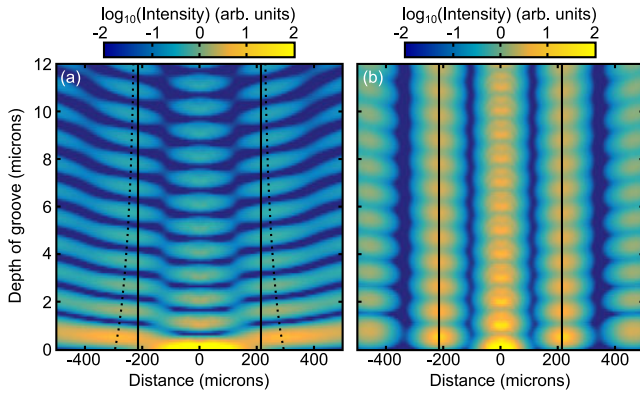 log₁₀(Intensity) (arb. units) log₁₀(Intensity) (arb. units)
-2 -1 0 1 2 -2 -1 0 1 2
12 (a) (b)
10
8
6
4
2
0
Depth of groove (microns)
-400 -200 0 200 400 -400 -200 0 200 400
Distance (microns) Distance (microns)